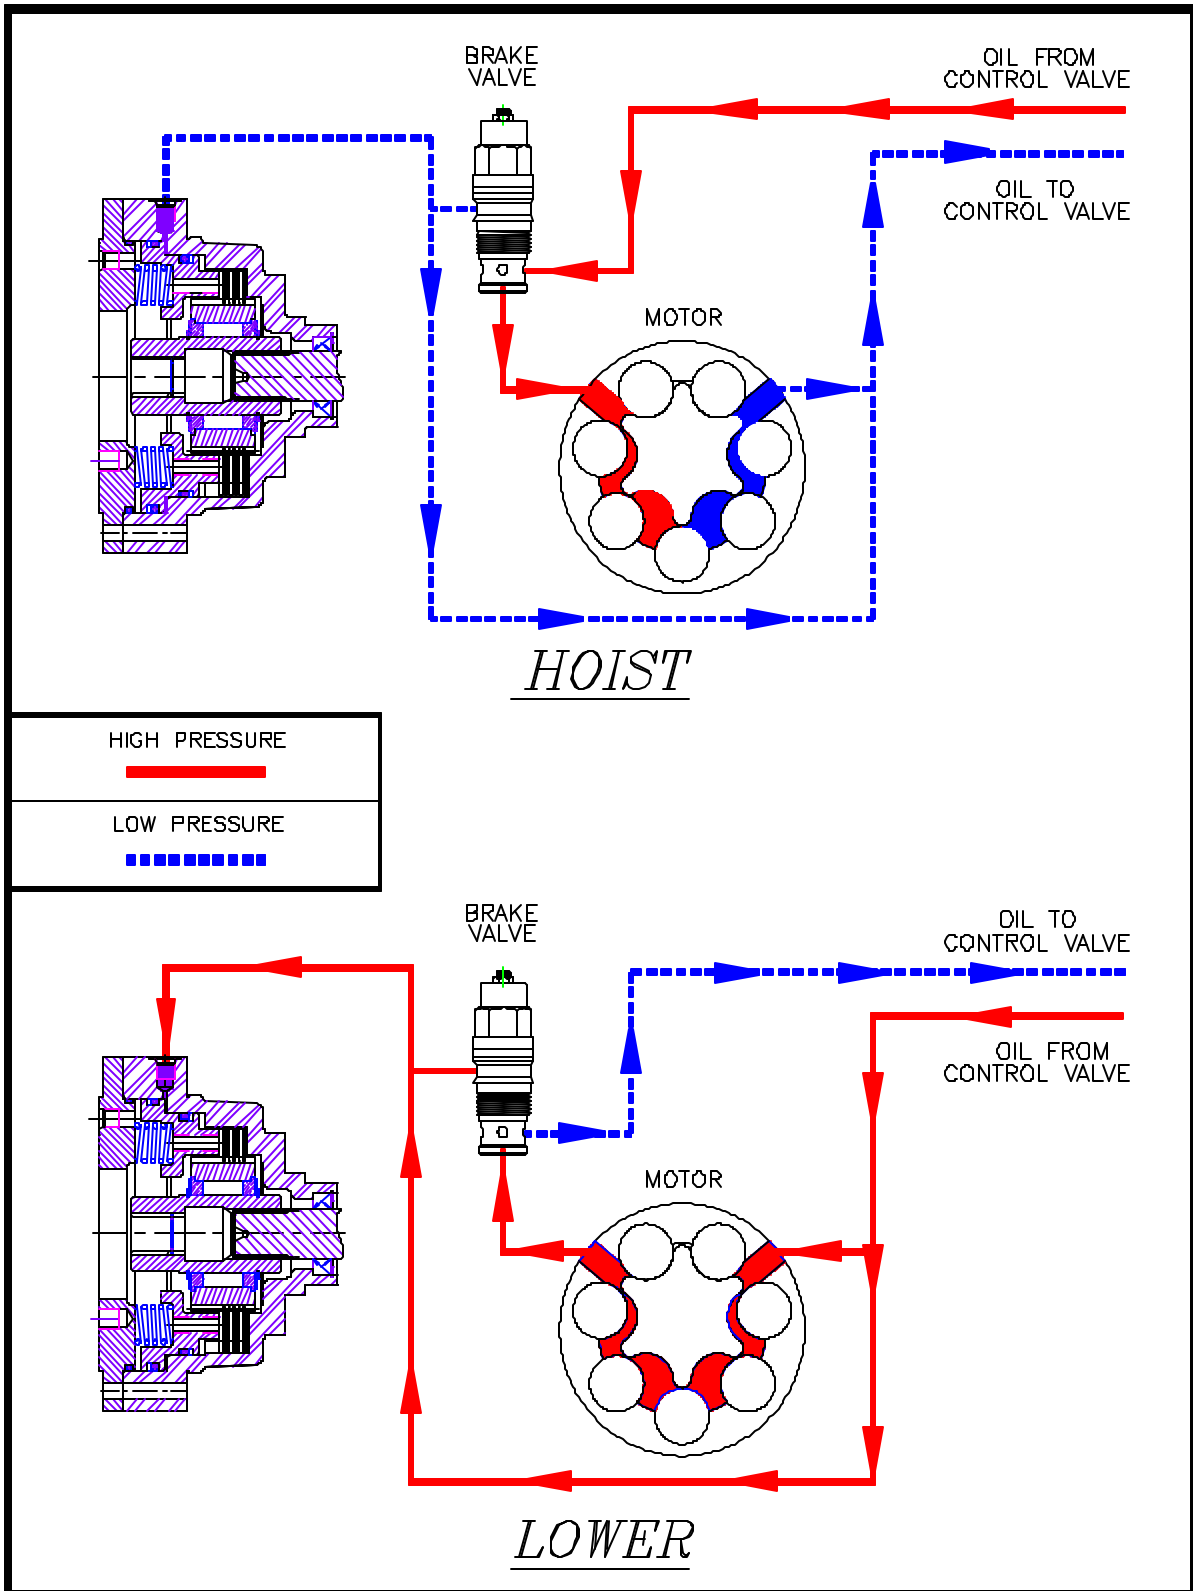 BRAKE
VALVE
OIL FROM
CONTROL VALVE
OIL TO
CONTROL VALVE
MOTOR
HOIST
HIGH PRESSURE
LOW PRESSURE
BRAKE
VALVE
OIL TO
CONTROL VALVE
OIL FROM
CONTROL VALVE
MOTOR
LOWER